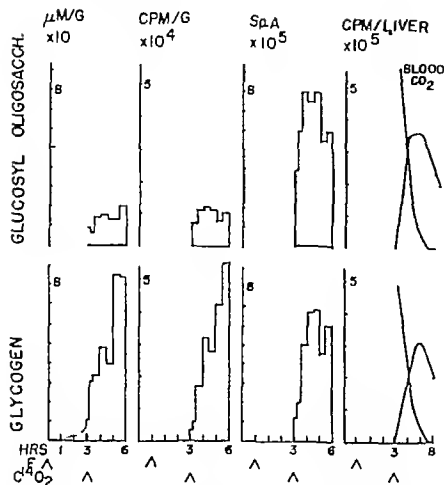 µM/G CPM/G SpA CPM/LIVER
x10 x10⁴ x10⁵ x10⁵
GLUCOSYL OLIGOSACCH.
8 5 8 5
BLOOD
CO₂
GLYCOGEN
8 5 8 5
HRS 1 3 6 3 6 3 6 3 8
E
C¹⁴O₂